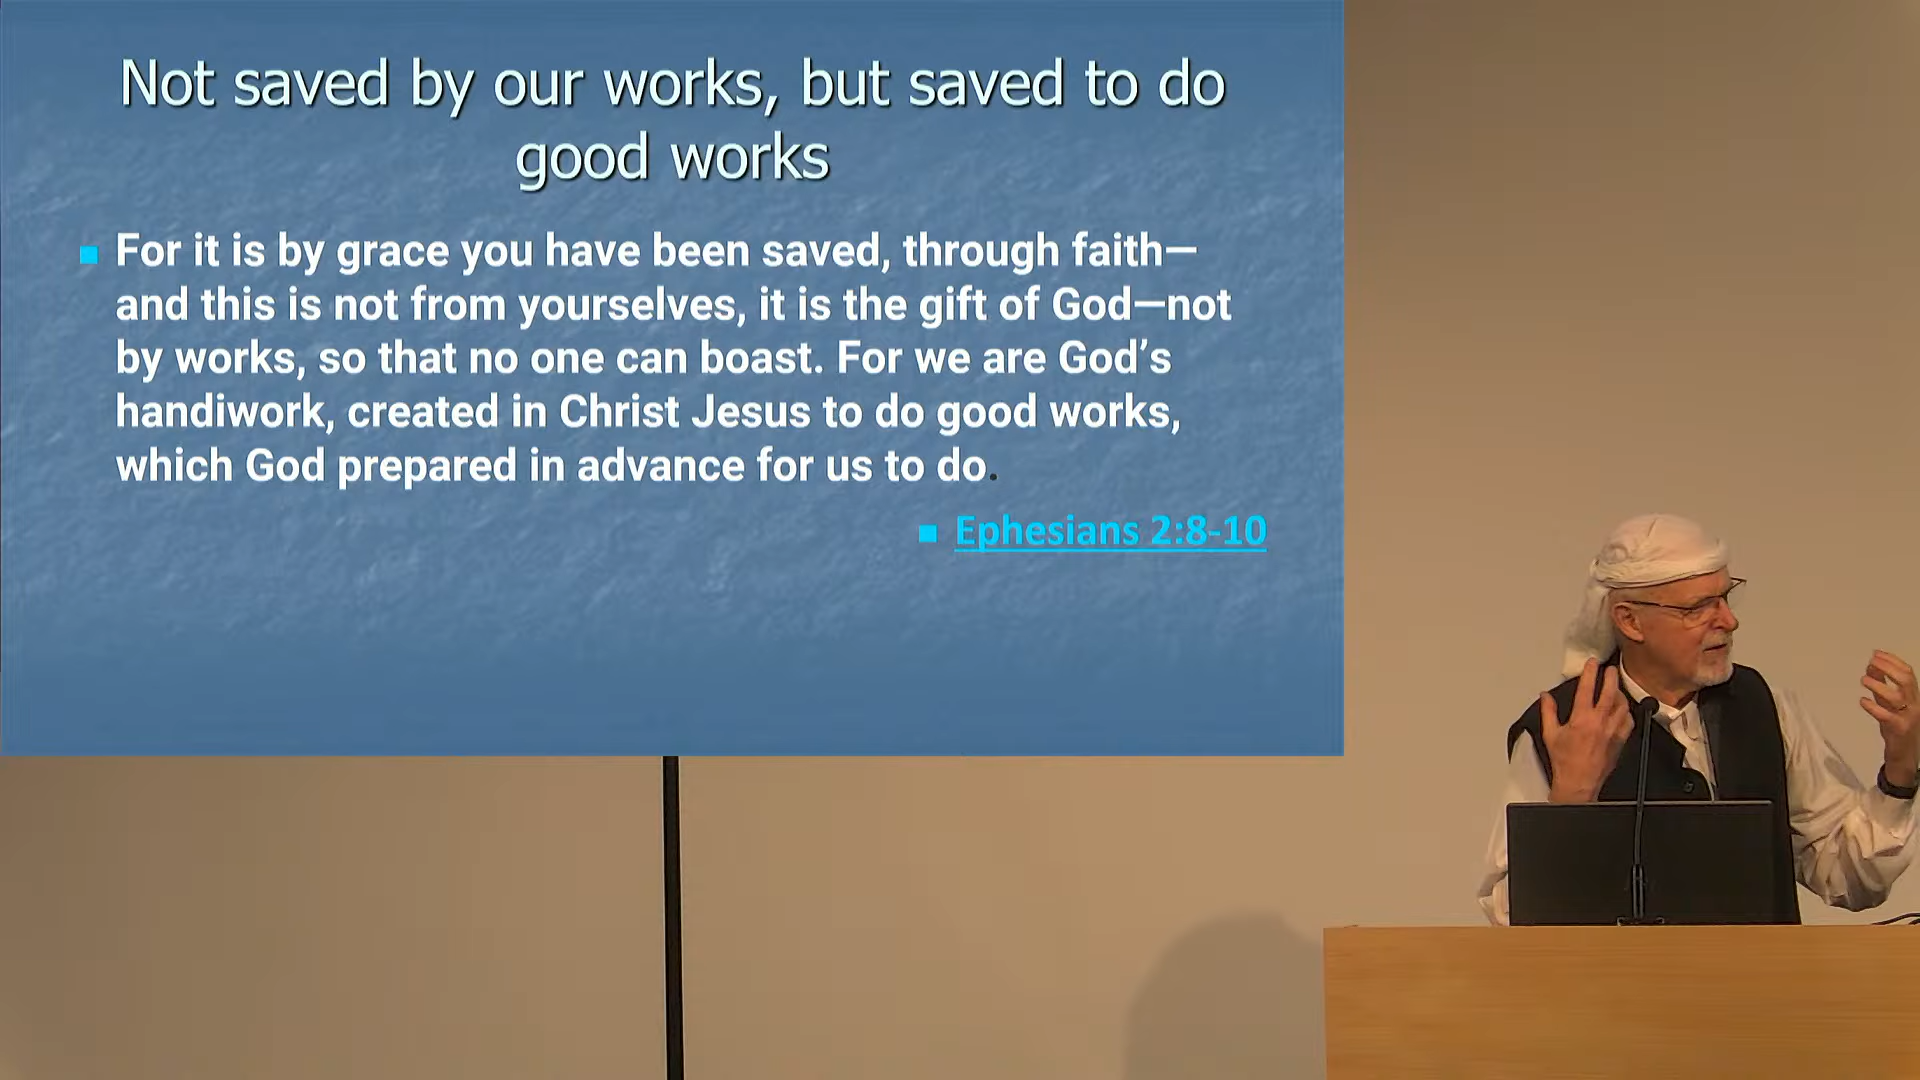 Not saved by our works, but saved to do
good works
For it is by grace you have been saved, through faith—
and this is not from yourselves, it is the gift of God—not
by works, so that no one can boast. For we are God’s
handiwork, created in Christ Jesus to do good works,
which God prepared in advance for us to do.
Ephesians 2:8-10